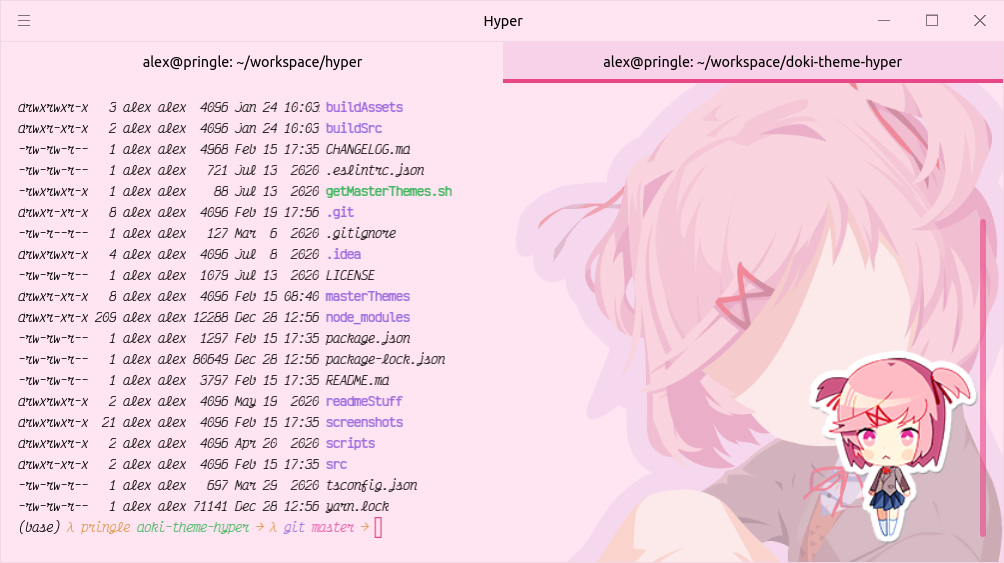 Hyper
alex@pringle: ~/workspace/hyper
alex@pringle: ~/workspace/doki-theme-hyper
drwxrwxr-x 3 alex alex 4096 Jan 24 10:03 buildAssets
drwxr-xr-x 2 alex alex 4096 Jan 24 10:03 buildSrc
-rw-rw-r-- 1 alex alex 4968 Feb 15 17:35 CHANGELOG.md
-rw-rw-r-- 1 alex alex 721 Jul 13 2020 .eslintrc.json
-rwxrwxr-x 1 alex alex 88 Jul 13 2020 getMasterThemes.sh
drwxrwxr-x 8 alex alex 4096 Feb 19 17:56 .git
-rw-r--r-- 1 alex alex 127 Mar 6 2020 .gitignore
drwxrwxr-x 4 alex alex 4096 Jul 8 2020 .idea
-rw-rw-r-- 1 alex alex 1079 Jul 13 2020 LICENSE
drwxr-xr-x 8 alex alex 4096 Feb 15 08:40 masterThemes
drwxr-xr-x 209 alex alex 12288 Dec 28 12:56 node_modules
-rw-rw-r-- 1 alex alex 1297 Feb 15 17:35 package.json
-rw-rw-r-- 1 alex alex 80649 Dec 28 12:56 package-lock.json
-rw-rw-r-- 1 alex alex 3797 Feb 15 17:35 README.md
drwxrwxr-x 2 alex alex 4096 May 19 2020 readmeStuff
drwxrwxr-x 21 alex alex 4096 Feb 15 17:35 screenshots
drwxrwxr-x 2 alex alex 4096 Apr 20 2020 scripts
drwxr-xr-x 2 alex alex 4096 Feb 15 17:35 src
-rw-rw-r-- 1 alex alex 697 Mar 29 2020 tsconfig.json
-rw-rw-r-- 1 alex alex 71141 Dec 28 12:56 yarn.lock
(base) λ pringle doki-theme-hyper → λ git master →